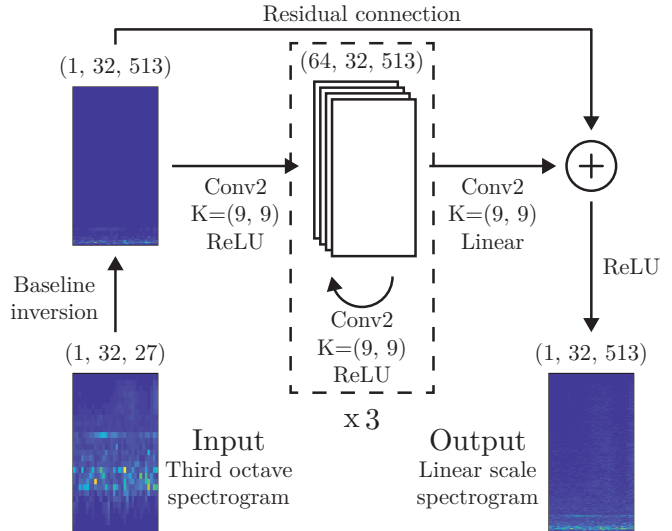 Residual connection
(1, 32, 513)
(64, 32, 513)
Conv2
K=(9, 9)
ReLU
Conv2
K=(9, 9)
Linear
ReLU
Baseline
inversion
Conv2
K=(9, 9)
ReLU
(1, 32, 27)
(1, 32, 513)
x 3
Input
Third octave
spectrogram
Output
Linear scale
spectrogram